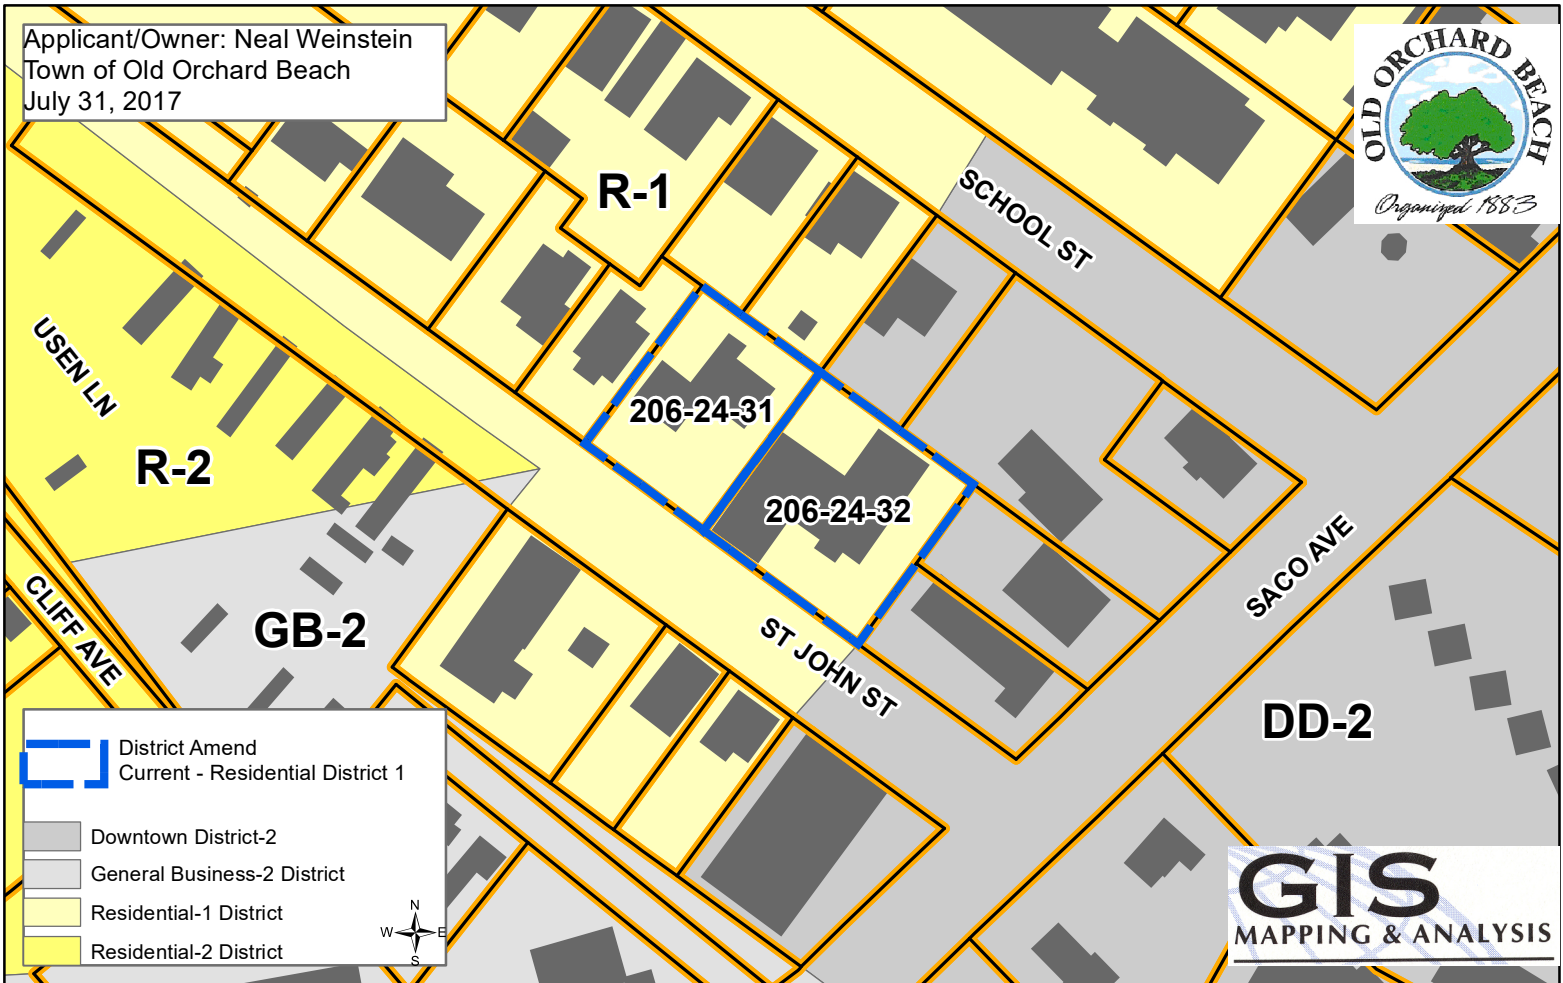 Applicant/Owner: Neal Weinstein
Town of Old Orchard Beach
July 31, 2017
OLD ORCHARD BEACH
Organized 1883
R-1
SCHOOL ST
USEN LN
206-24-31
R-2
206-24-32
SACO AVE
CLIFF AVE
GB-2
ST JOHN ST
DD-2
District Amend
Current - Residential District 1
Downtown District-2
General Business-2 District
Residential-1 District
Residential-2 District
N
W E
S
GIS
MAPPING & ANALYSIS